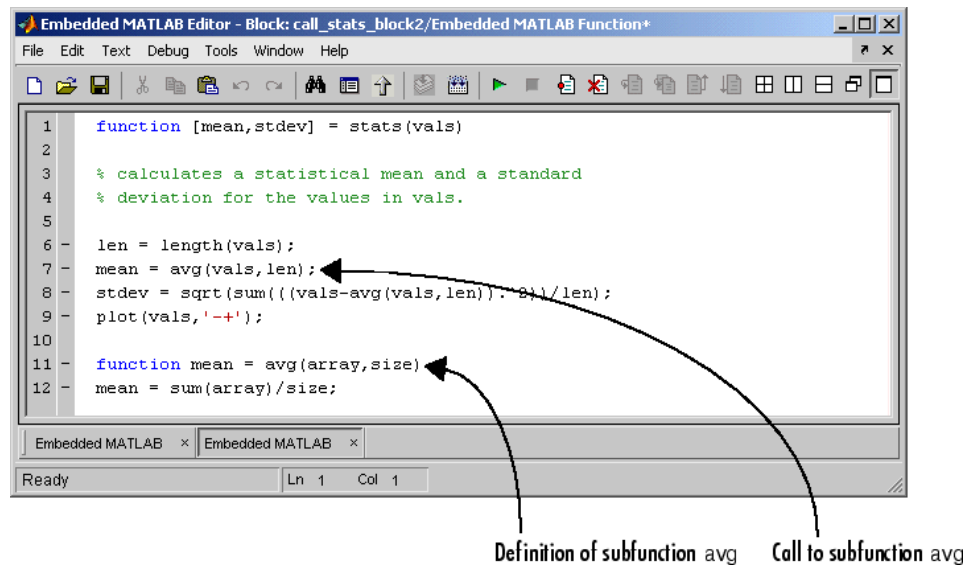 Embedded MATLAB Editor - Block: call_stats_block2/Embedded MATLAB Function*
File Edit Text Debug Tools Window Help
1 function [mean,stdev] = stats(vals)
2
3 % calculates a statistical mean and a standard
4 % deviation for the values in vals.
5
6 - len = length(vals);
7 - mean = avg(vals,len);
8 - stdev = sqrt(sum(((vals-avg(vals,len)).^2))/len);
9 - plot(vals,'-+');
10
11 - function mean = avg(array,size)
12 - mean = sum(array)/size;
Embedded MATLAB × Embedded MATLAB ×
Ready Ln 1 Col 1
Definition of subfunction avg Call to subfunction avg